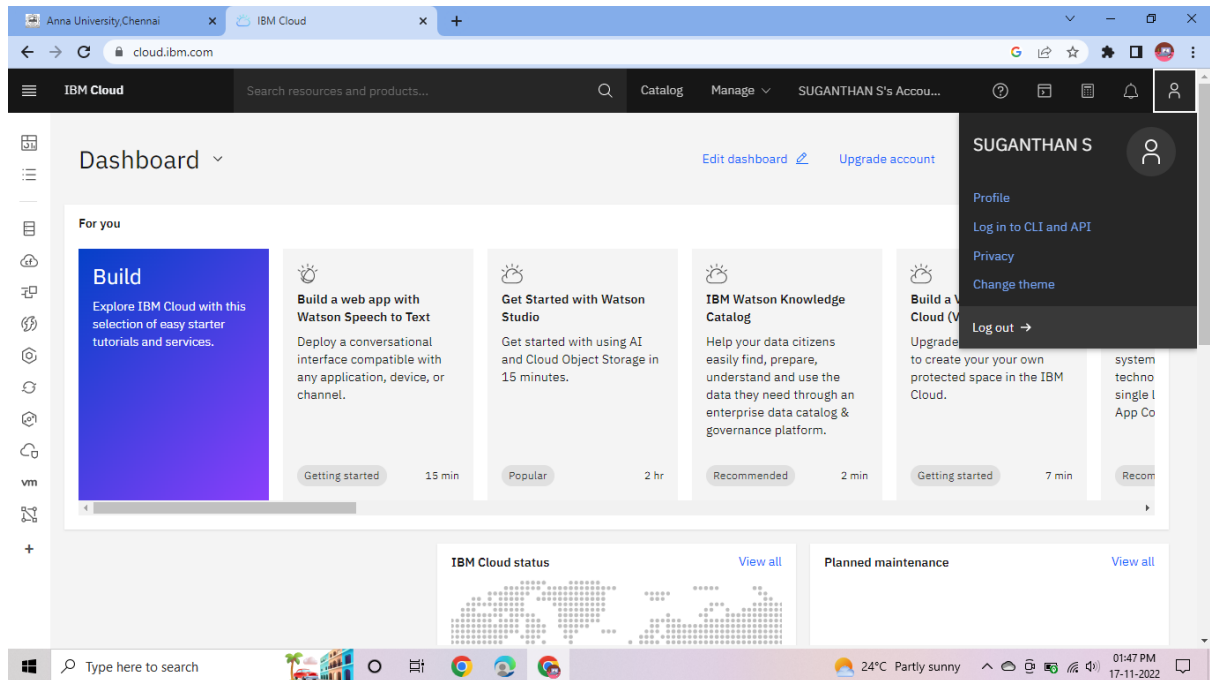 Anna University,Chennai
IBM Cloud
cloud.ibm.com
IBM Cloud
Search resources and products...
Catalog
Manage
SUGANTHAN S's Accou...
SUGANTHAN S
Profile
Log in to CLI and API
Privacy
Change theme
Log out →
Dashboard
Edit dashboard
Upgrade account
For you
Build
Explore IBM Cloud with this
selection of easy starter
tutorials and services.
Build a web app with
Watson Speech to Text
Deploy a conversational
interface compatible with
any application, device, or
channel.
Getting started
15 min
Get Started with Watson
Studio
Get started with using AI
and Cloud Object Storage in
15 minutes.
Popular
2 hr
IBM Watson Knowledge
Catalog
Help your data citizens
easily find, prepare,
understand and use the
data they need through an
enterprise data catalog &
governance platform.
Recommended
2 min
Build a V
Cloud (V
Upgrade
to create your your own
protected space in the IBM
Cloud.
Getting started
7 min
system
techno
single l
App Co
Recom
vm
IBM Cloud status
View all
Planned maintenance
View all
Type here to search
24°C Partly sunny
01:47 PM
17-11-2022